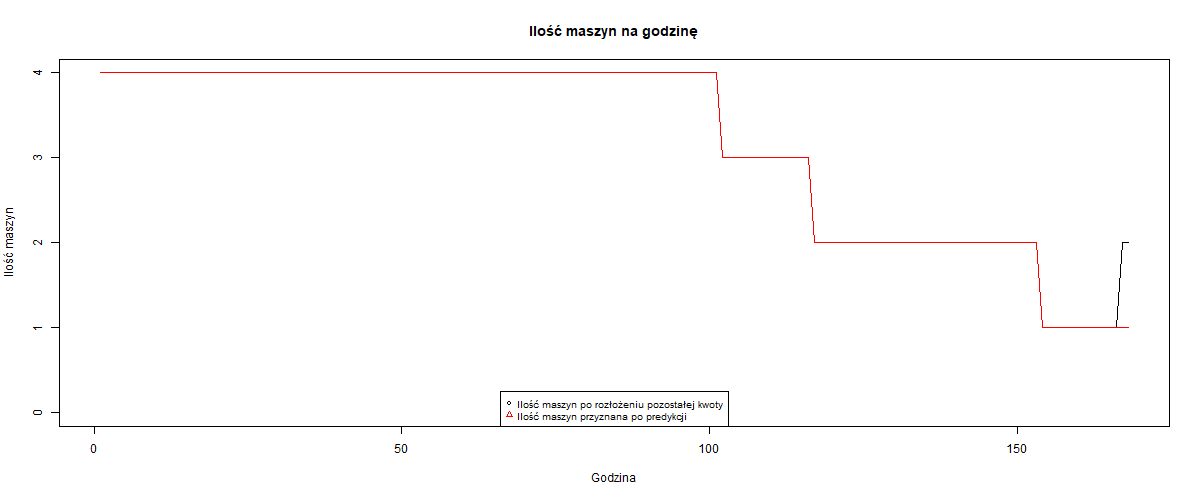 Ilość maszyn na godzinę
Ilość maszyn
4
3
2
1
0
Ilość maszyn po rozłożeniu pozostałej kwoty
Ilość maszyn przyznana po predykcji
0 50 100 150
Godzina